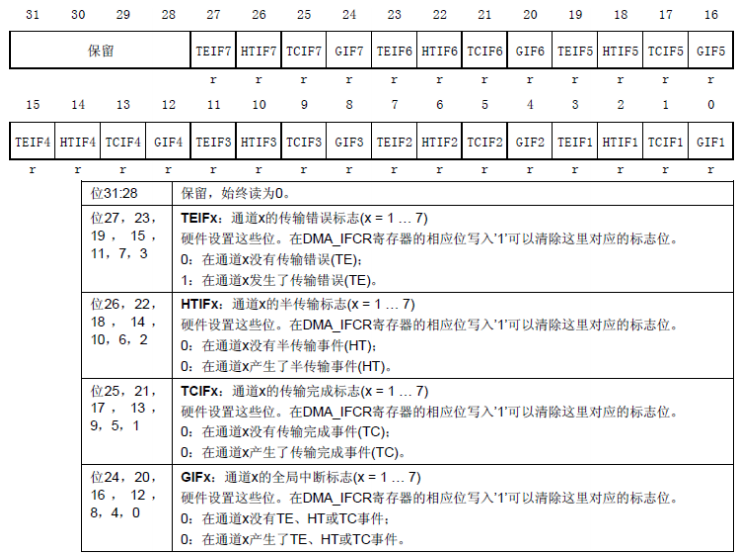 31 30 29 28 27 26 25 24 23 22 21 20 19 18 17 16
保留 TEIF7 HTIF7 TCIF7 GIF7 TEIF6 HTIF6 TCIF6 GIF6 TEIF5 HTIF5 TCIF5 GIF5
r r r r r r r r r r r r
15 14 13 12 11 10 9 8 7 6 5 4 3 2 1 0
TEIF4 HTIF4 TCIF4 GIF4 TEIF3 HTIF3 TCIF3 GIF3 TEIF2 HTIF2 TCIF2 GIF2 TEIF1 HTIF1 TCIF1 GIF1
r r r r r r r r r r r r r r r r
位31:28 保留，始终读为0。
位27，23，
19 ， 15 ，
11，7，3
TEIFx：通道x的传输错误标志(x = 1 … 7)
硬件设置这些位。在DMA_IFCR寄存器的相应位写入'1'可以清除这里对应的标志位。
0：在通道x没有传输错误(TE)；
1：在通道x发生了传输错误(TE)。
位26，22，
18 ， 14 ，
10，6，2
HTIFx：通道x的半传输标志(x = 1 … 7)
硬件设置这些位。在DMA_IFCR寄存器的相应位写入'1'可以清除这里对应的标志位。
0：在通道x没有半传输事件(HT)；
0：在通道x产生了半传输事件(HT)。
位25，21，
17 ， 13 ，
9，5，1
TCIFx：通道x的传输完成标志(x = 1 … 7)
硬件设置这些位。在DMA_IFCR寄存器的相应位写入'1'可以清除这里对应的标志位。
0：在通道x没有传输完成事件(TC)；
0：在通道x产生了传输完成事件(TC)。
位24，20，
16 ， 12 ，
8，4，0
GIFx：通道x的全局中断标志(x = 1 … 7)
硬件设置这些位。在DMA_IFCR寄存器的相应位写入'1'可以清除这里对应的标志位。
0：在通道x没有TE、HT或TC事件；
0：在通道x产生了TE、HT或TC事件。